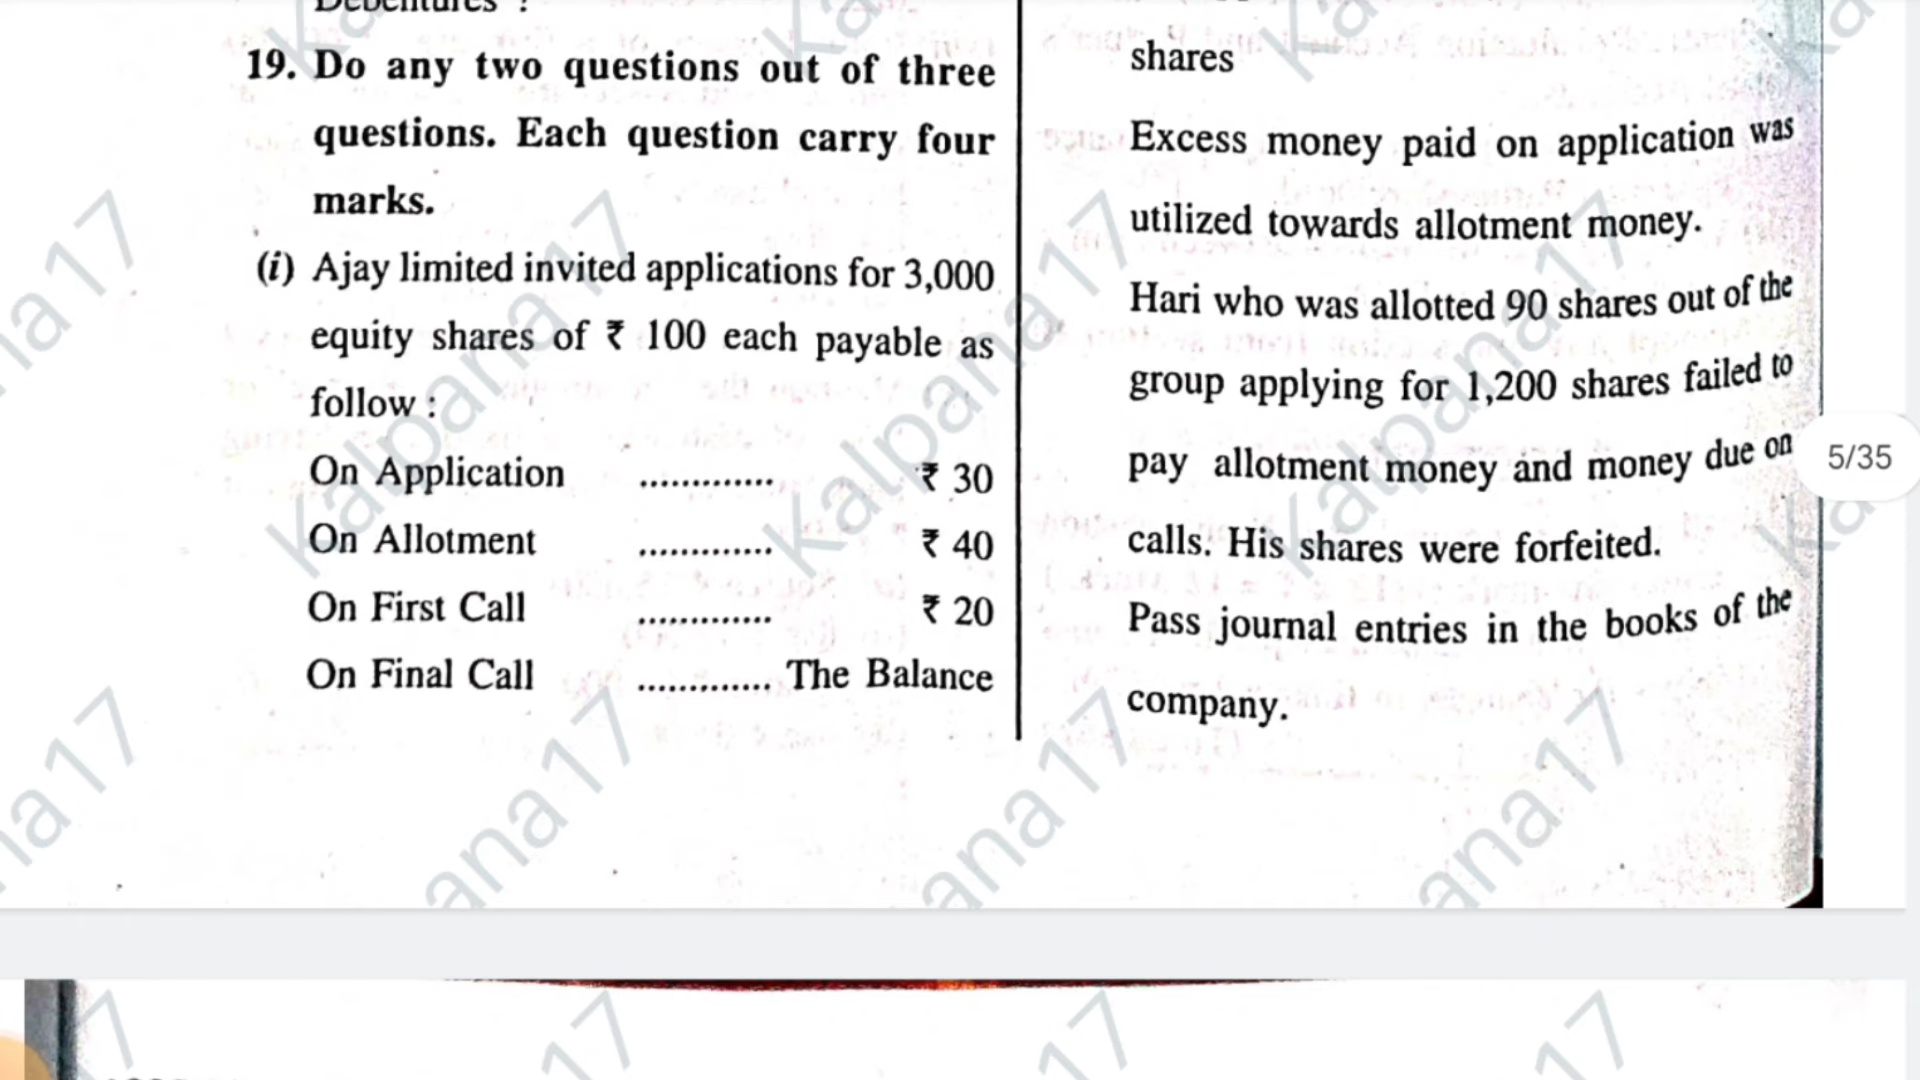 19. Do any two questions out of three
questions. Each question carry four
marks.
(i) Ajay limited invited applications for 3,000
equity shares of ₹ 100 each payable as
follow :
On Application ............. ₹ 30
On Allotment ............. ₹ 40
On First Call ............. ₹ 20
On Final Call ............. The Balance
shares
Excess money paid on application was
utilized towards allotment money.
Hari who was allotted 90 shares out of the
group applying for 1,200 shares failed to
pay allotment money and money due on
calls. His shares were forfeited.
Pass journal entries in the books of the
company.
5/35
Kalpana17
Kalpana17
Kalpana17